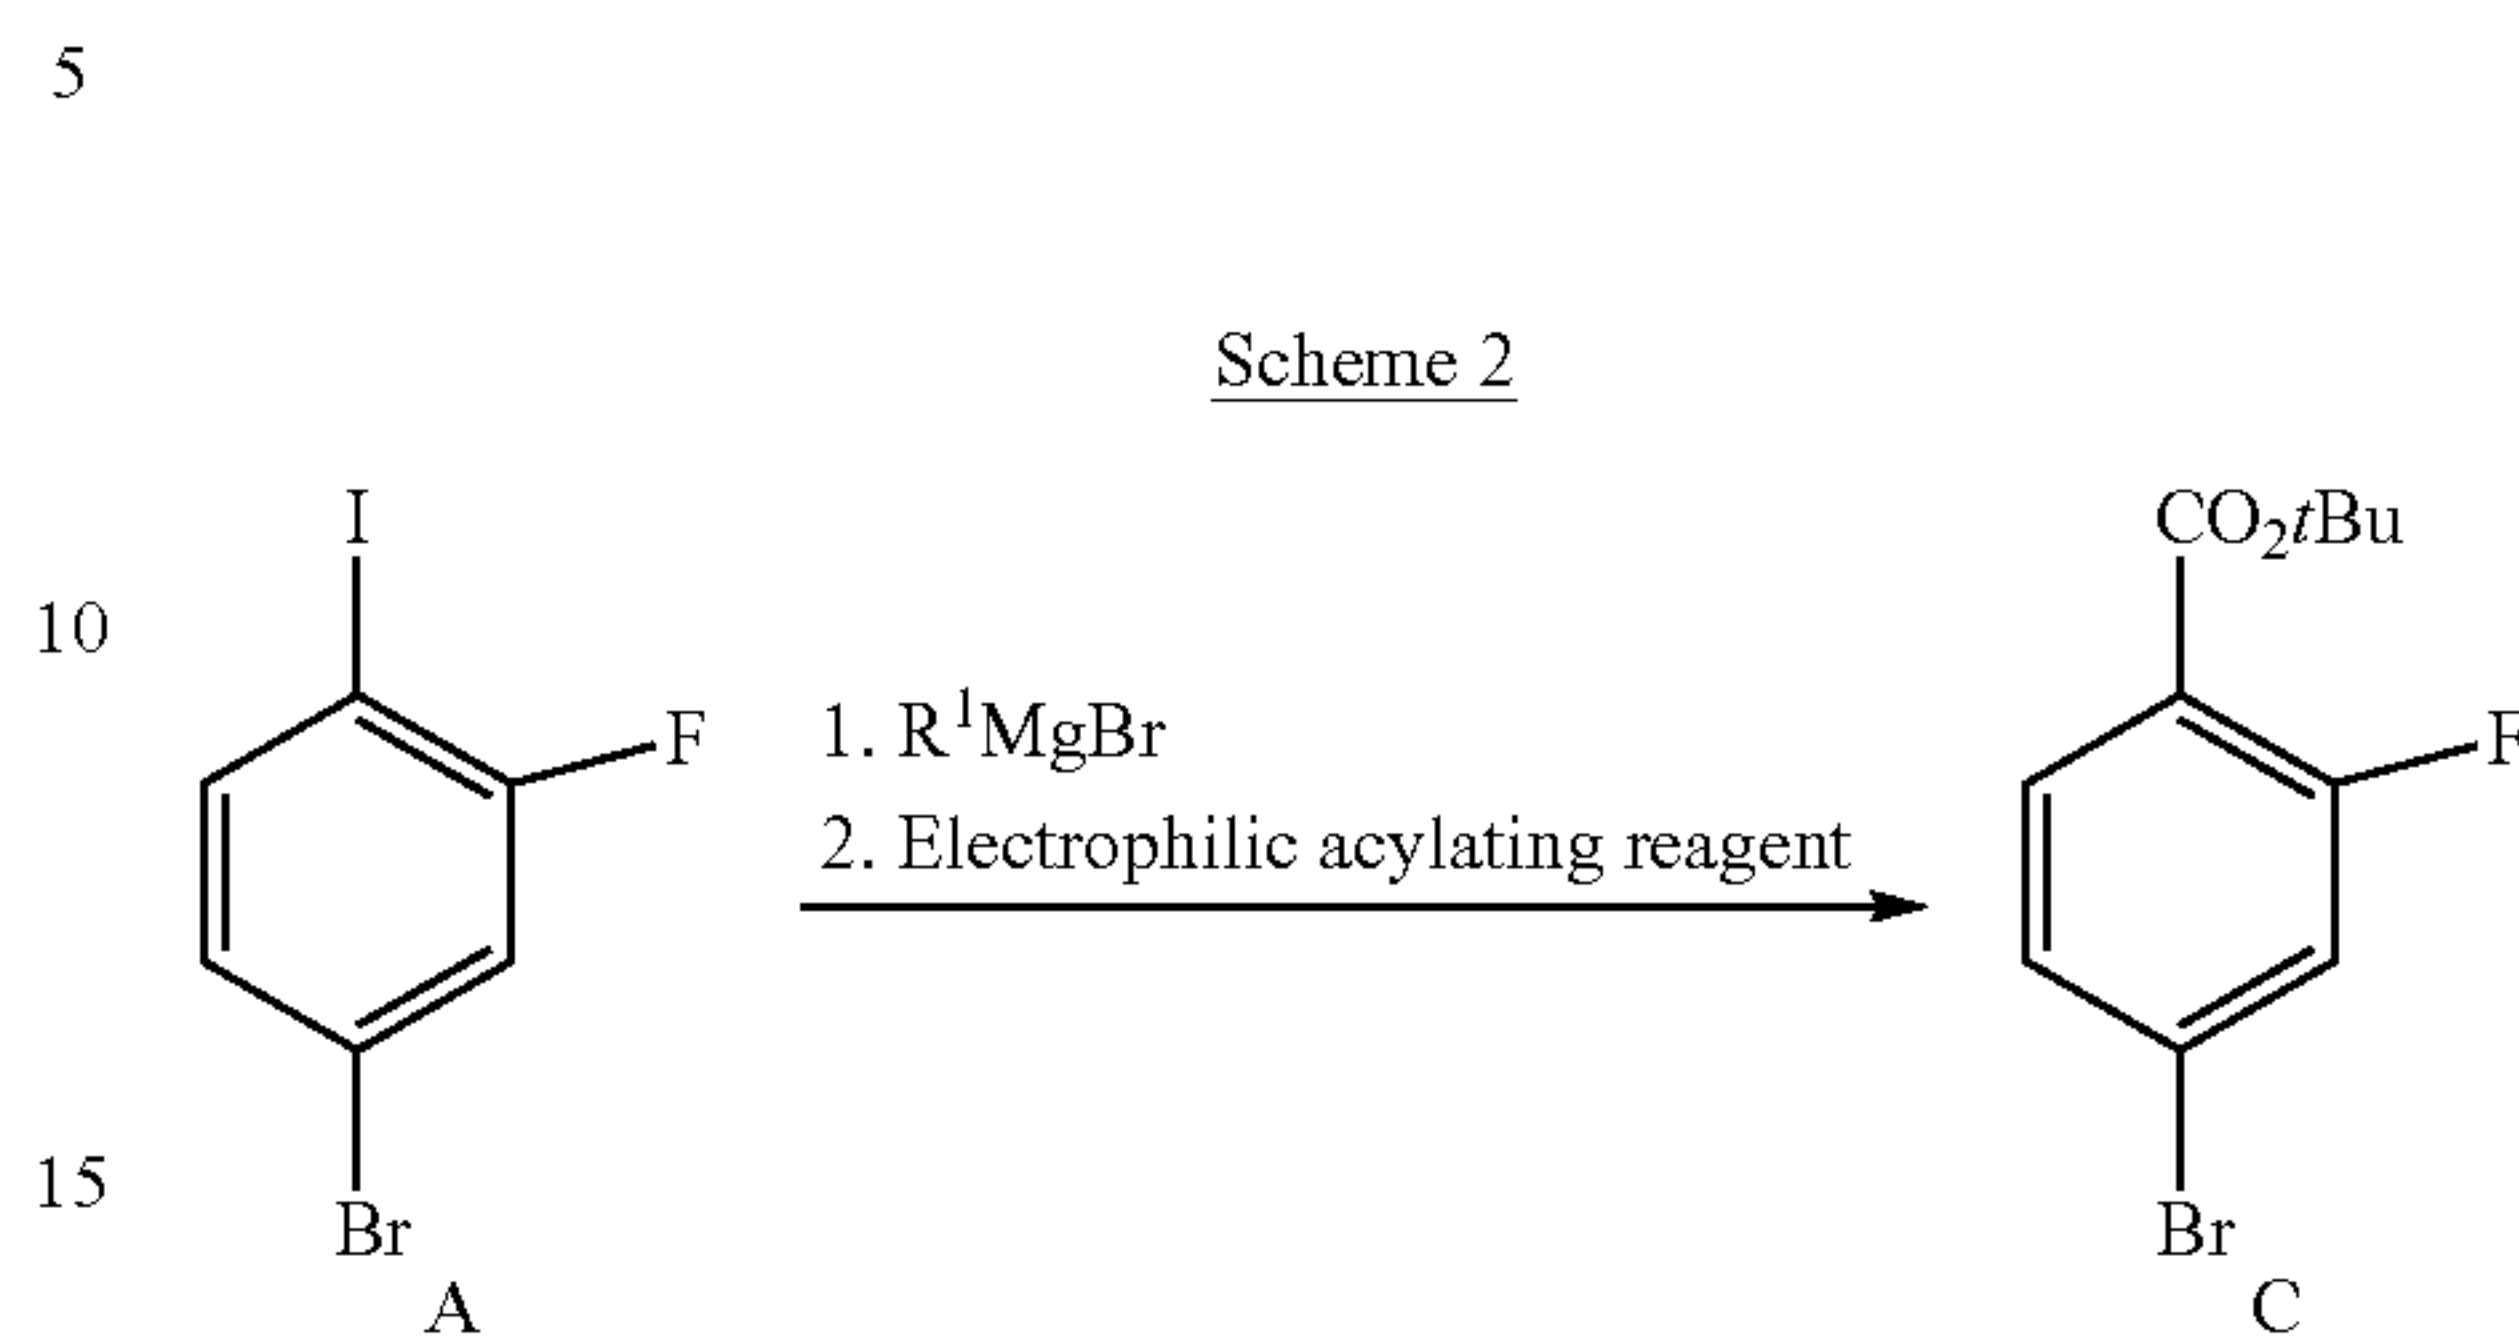 5
Scheme 2
I
CO2tBu
10
F
1. R1MgBr
F
2. Electrophilic acylating reagent
15
Br
Br
A
C